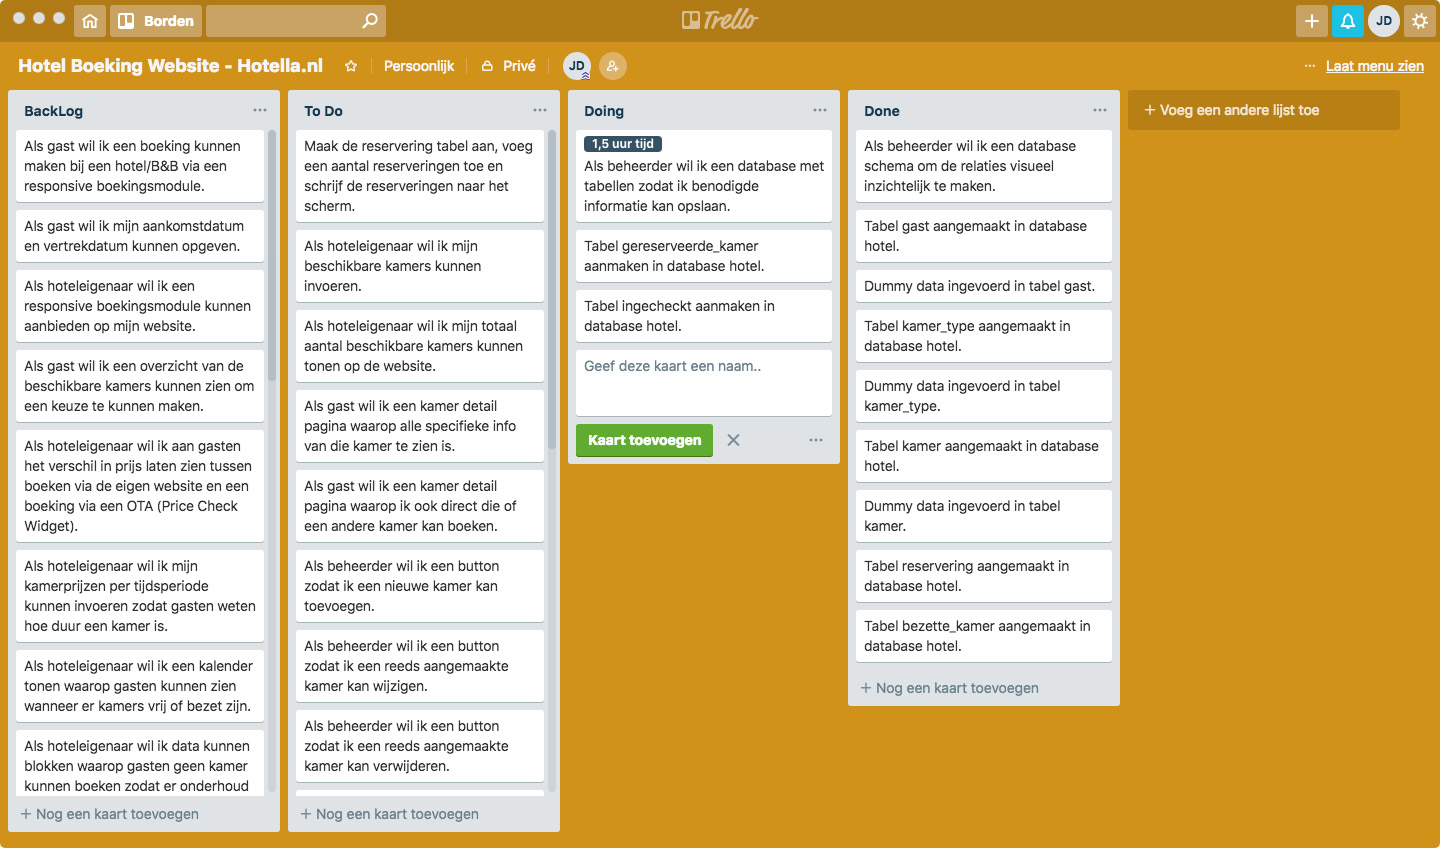 Borden
Trello
JD
Hotel Boeking Website - Hotella.nl
Persoonlijk
Privé
JD
Laat menu zien
BackLog
Als gast wil ik een boeking kunnen
maken bij een hotel/B&B via een
responsive boekingsmodule.
Als gast wil ik mijn aankomstdatum
en vertrekdatum kunnen opgeven.
Als hoteleigenaar wil ik een
responsive boekingsmodule kunnen
aanbieden op mijn website.
Als gast wil ik een overzicht van de
beschikbare kamers kunnen zien om
een keuze te kunnen maken.
Als hoteleigenaar wil ik aan gasten
het verschil in prijs laten zien tussen
boeken via de eigen website en een
boeking via een OTA (Price Check
Widget).
Als hoteleigenaar wil ik mijn
kamerprijzen per tijdsperiode
kunnen invoeren zodat gasten weten
hoe duur een kamer is.
Als hoteleigenaar wil ik een kalender
tonen waarop gasten kunnen zien
wanneer er kamers vrij of bezet zijn.
Als hoteleigenaar wil ik data kunnen
blokken waarop gasten geen kamer
kunnen boeken zodat er onderhoud
+ Nog een kaart toevoegen
To Do
Maak de reservering tabel aan, voeg
een aantal reserveringen toe en
schrijf de reserveringen naar het
scherm.
Als hoteleigenaar wil ik mijn
beschikbare kamers kunnen
invoeren.
Als hoteleigenaar wil ik mijn totaal
aantal beschikbare kamers kunnen
tonen op de website.
Als gast wil ik een kamer detail
pagina waarop alle specifieke info
van die kamer te zien is.
Als gast wil ik een kamer detail
pagina waarop ik ook direct die of
een andere kamer kan boeken.
Als beheerder wil ik een button
zodat ik een nieuwe kamer kan
toevoegen.
Als beheerder wil ik een button
zodat ik een reeds aangemaakte
kamer kan wijzigen.
Als beheerder wil ik een button
zodat ik een reeds aangemaakte
kamer kan verwijderen.
+ Nog een kaart toevoegen
Doing
1,5 uur tijd
Als beheerder wil ik een database met
tabellen zodat ik benodigde
informatie kan opslaan.
Tabel gereserveerde_kamer
aanmaken in database hotel.
Tabel ingecheckt aanmaken in
database hotel.
Geef deze kaart een naam..
Kaart toevoegen
Done
Als beheerder wil ik een database
schema om de relaties visueel
inzichtelijk te maken.
Tabel gast aangemaakt in database
hotel.
Dummy data ingevoerd in tabel gast.
Tabel kamer_type aangemaakt in
database hotel.
Dummy data ingevoerd in tabel
kamer_type.
Tabel kamer aangemaakt in database
hotel.
Dummy data ingevoerd in tabel
kamer.
Tabel reservering aangemaakt in
database hotel.
Tabel bezette_kamer aangemaakt in
database hotel.
+ Nog een kaart toevoegen
+ Voeg een andere lijst toe